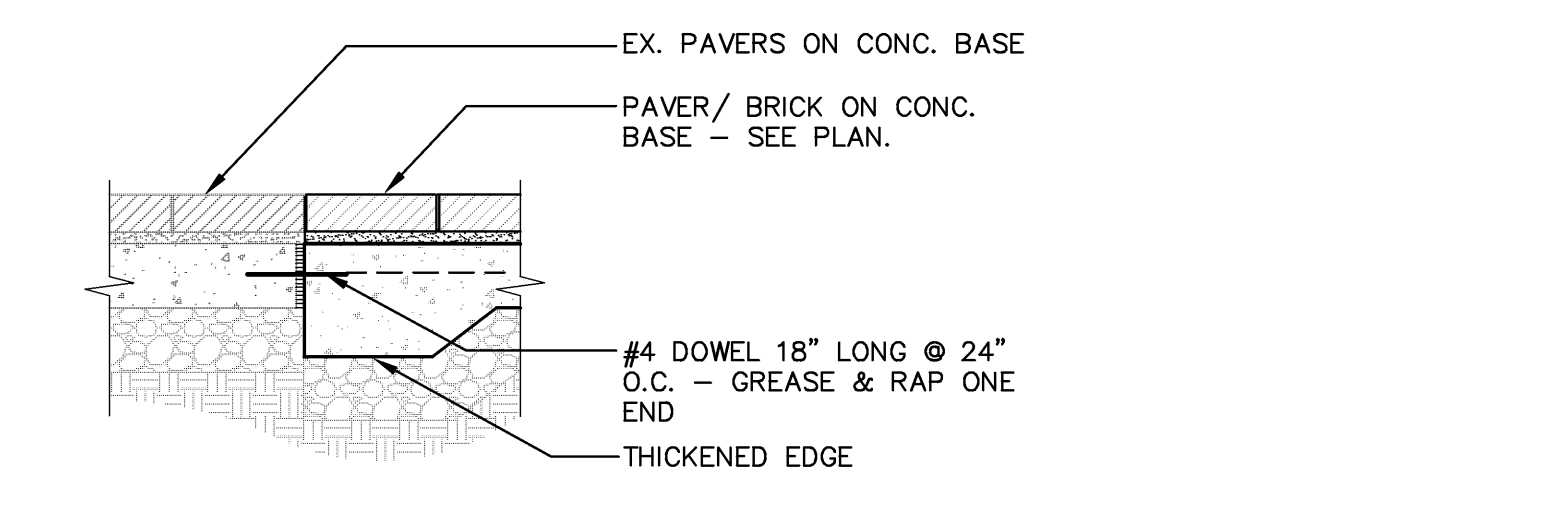 EX. PAVERS ON CONC. BASE
PAVER/ BRICK ON CONC.
BASE – SEE PLAN.
#4 DOWEL 18" LONG @ 24"
O.C. – GREASE & RAP ONE
END
THICKENED EDGE